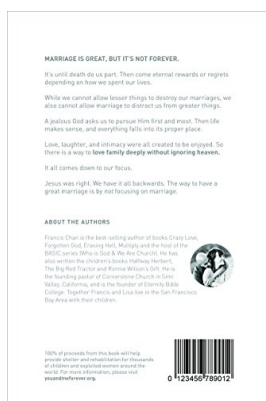 MARRIAGE IS GREAT, BUT IT'S NOT FOREVER.
It's until death do us part. Then come eternal rewards or regrets
depending on how we spent our lives.
While we cannot allow lesser things to destroy our marriages, we
also cannot allow marriage to distract us from greater things.
A jealous God asks us to pursue Him first and most. Then life
makes sense, and everything falls into its proper place.
Love, laughter, and intimacy were all created to be enjoyed. So
there is a way to love family deeply without ignoring heaven.
It all comes down to our focus.
Jesus was right. We have it all backwards. The way to have
a great marriage is by not focusing on marriage.
ABOUT THE AUTHORS
Francis Chan is the best-selling author of books Crazy Love,
Forgotten God, Erasing Hell, Multiply and the host of the
BASIC series (Who is God & We Are Church). He has
also written the children's books Halfway Herbert,
The Big Red Tractor and Ronnie Wilson's Gift. He is
the founding pastor of Cornerstone Church in Simi
Valley, California, and is the founder of Eternity Bible
College. Together Francis and Lisa live in the San Francisco
Bay Area with their children.
100% of proceeds from this book will help
provide shelter and rehabilitation for thousands
of children and exploited women around the
world. For more information, please visit
youandmeforever.org.
0 123456 789012